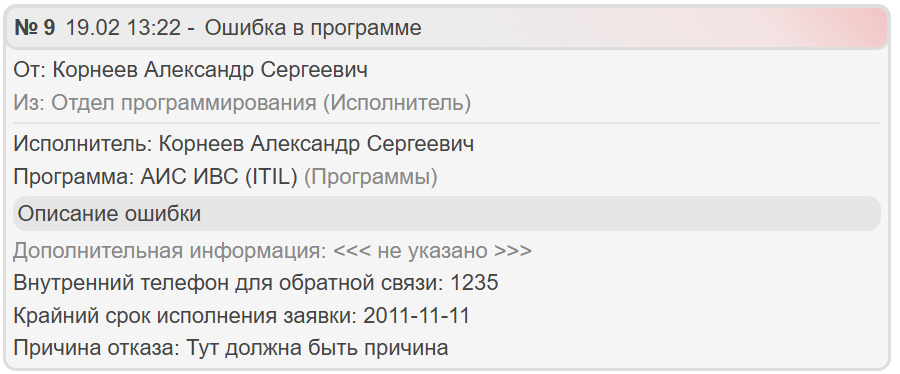 № 9 19.02 13:22 - Ошибка в программе
От: Корнеев Александр Сергеевич
Из: Отдел программирования (Исполнитель)
Исполнитель: Корнеев Александр Сергеевич
Программа: АИС ИВС (ITIL) (Программы)
Описание ошибки
Дополнительная информация: <<< не указано >>>
Внутренний телефон для обратной связи: 1235
Крайний срок исполнения заявки: 2011-11-11
Причина отказа: Тут должна быть причина